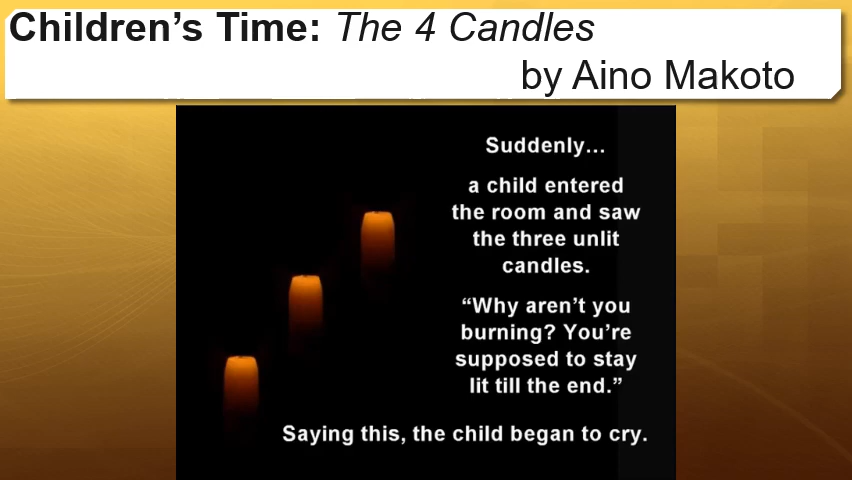 Children’s Time: The 4 Candles
by Aino Makoto
Suddenly…
a child entered
the room and saw
the three unlit
candles.
“Why aren’t you
burning? You’re
supposed to stay
lit till the end.”
Saying this, the child began to cry.